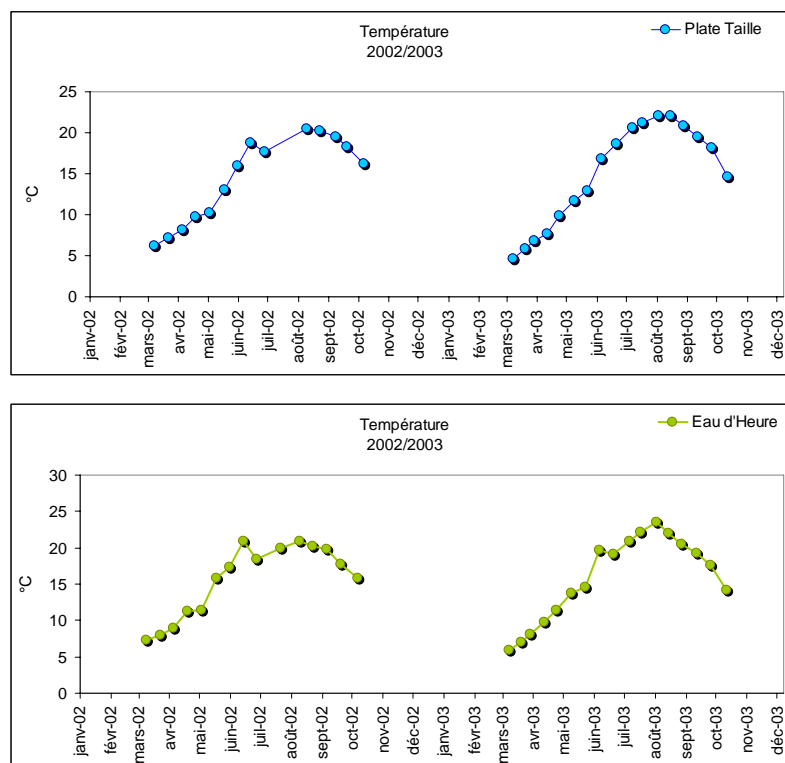 Température
2002/2003
Plate Taille
25
20
15
10
5
0
°C
janv-02
févr-02
mars-02
avr-02
mai-02
juin-02
juil-02
août-02
sept-02
oct-02
nov-02
déc-02
janv-03
févr-03
mars-03
avr-03
mai-03
juin-03
juil-03
août-03
sept-03
oct-03
nov-03
déc-03
Température
2002/2003
Eau d'Heure
30
25
20
15
10
5
0
°C
janv-02
févr-02
mars-02
avr-02
mai-02
juin-02
juil-02
août-02
sept-02
oct-02
nov-02
déc-02
janv-03
févr-03
mars-03
avr-03
mai-03
juin-03
juil-03
août-03
sept-03
oct-03
nov-03
déc-03